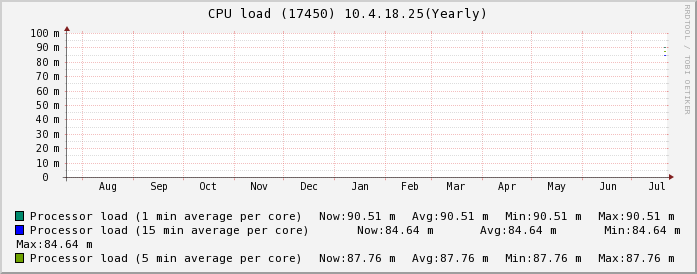 CPU load (17450) 10.4.18.25(Yearly)
RRDTOOL / TOBI OETIKER
100 m
90 m
80 m
70 m
60 m
50 m
40 m
30 m
20 m
10 m
0
Aug Sep Oct Nov Dec Jan Feb Mar Apr May Jun Jul
Processor load (1 min average per core) Now:90.51 m Avg:90.51 m Min:90.51 m Max:90.51 m
Processor load (15 min average per core) Now:84.64 m Avg:84.64 m Min:84.64 m
Max:84.64 m
Processor load (5 min average per core) Now:87.76 m Avg:87.76 m Min:87.76 m Max:87.76 m